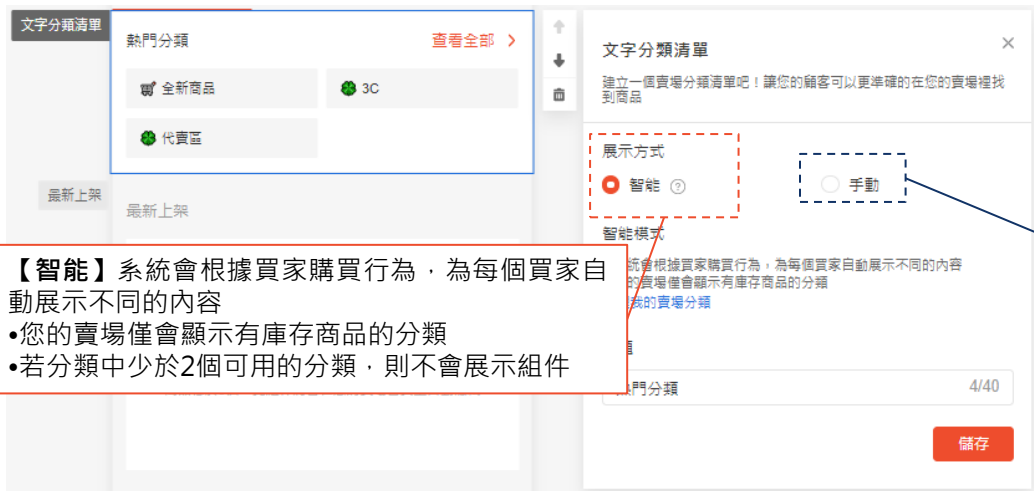 文字分類清單
熱門分類
查看全部 >
全新商品
3C
代賣區
最新上架
最新上架
【智能】系統會根據買家購買行為，為每個買家自
動展示不同的內容
•您的賣場僅會顯示有庫存商品的分類
•若分類中少於2個可用的分類，則不會展示組件
文字分類清單
建立一個賣場分類清單吧！讓您的顧客可以更準確的在您的賣場裡找
到商品
展示方式
智能
手動
智能模式
統會根據買家購買行為，為每個買家自動展示不同的內容
的賣場僅會顯示有庫存商品的分類
我的賣場分類
門分類
4/40
儲存